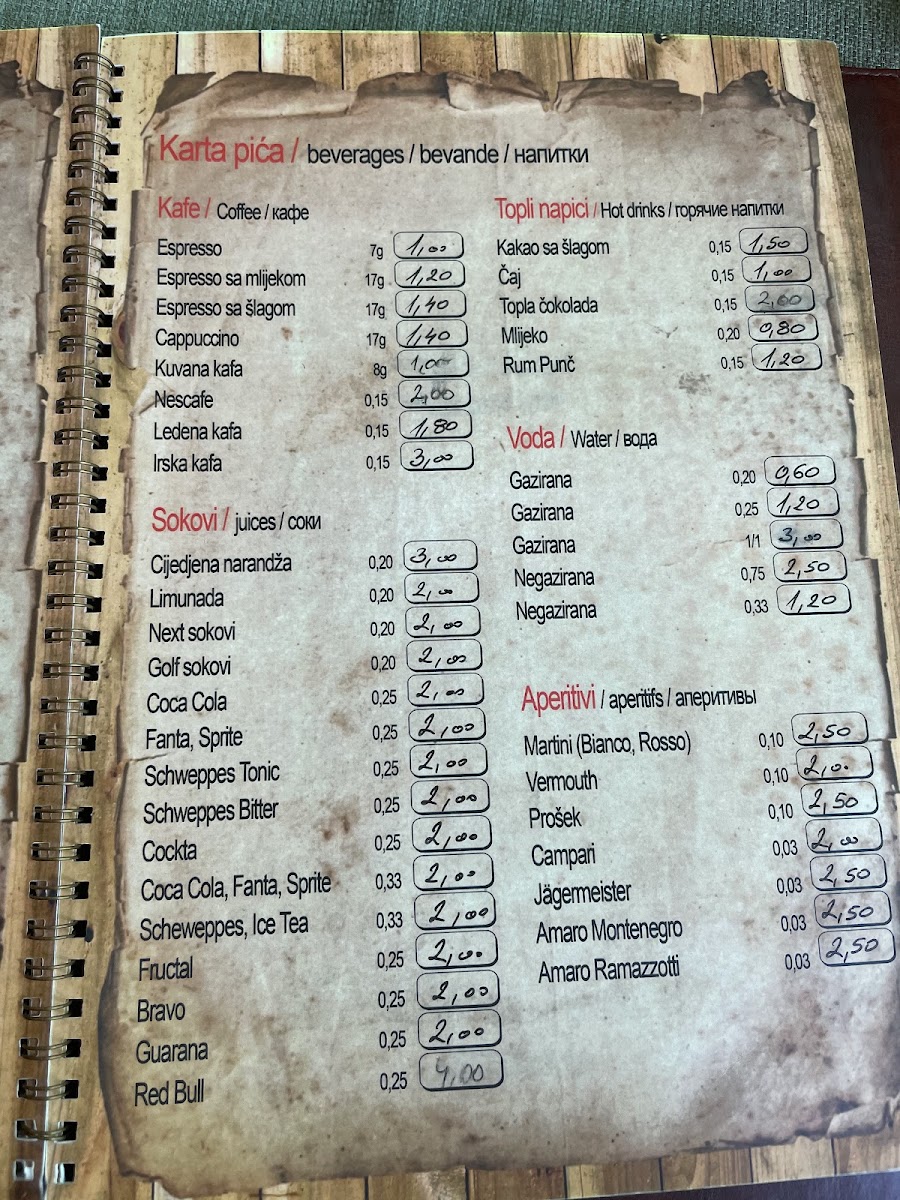 Karta pića / beverages / bevande / напитки
Kafe / Coffee / кафе
Espresso 7g 1,00
Espresso sa mlijekom 17g 1,20
Espresso sa šlagom 17g 1,40
Cappuccino 17g 1,40
Kuvana kafa 8g 1,00
Nescafe 0,15 2,00
Ledena kafa 0,15 1,80
Irska kafa 0,15 3,00
Sokovi / juices / соки
Cijedjena narandža 0,20 3,00
Limunada 0,20 2,00
Next sokovi 0,20 2,00
Golf sokovi 0,20 2,00
Coca Cola 0,25 2,00
Fanta, Sprite 0,25 2,00
Schweppes Tonic 0,25 2,00
Schweppes Bitter 0,25 2,00
Cockta 0,25 2,00
Coca Cola, Fanta, Sprite 0,33 2,00
Scheweppes, Ice Tea 0,33 2,00
Fructal 0,25 2,00
Bravo 0,25 2,00
Guarana 0,25 2,00
Red Bull 0,25 4,00
Topli napici / Hot drinks / горячие напитки
Kakao sa šlagom 0,15 1,50
Čaj 0,15 1,00
Topla čokolada 0,15 2,00
Mlijeko 0,20 0,80
Rum Punč 0,15 1,20
Voda / Water / вода
Gazirana 0,20 0,60
Gazirana 0,25 1,20
Gazirana 1/1 3,00
Negazirana 0,75 2,50
Negazirana 0,33 1,20
Aperitivi / aperitifs / аперитивы
Martini (Bianco, Rosso) 0,10 2,50
Vermouth 0,10 2,00
Prošek 0,10 2,50
Campari 0,03 2,00
Jägermeister 0,03 2,50
Amaro Montenegro 0,03 2,50
Amaro Ramazzotti 0,03 2,50